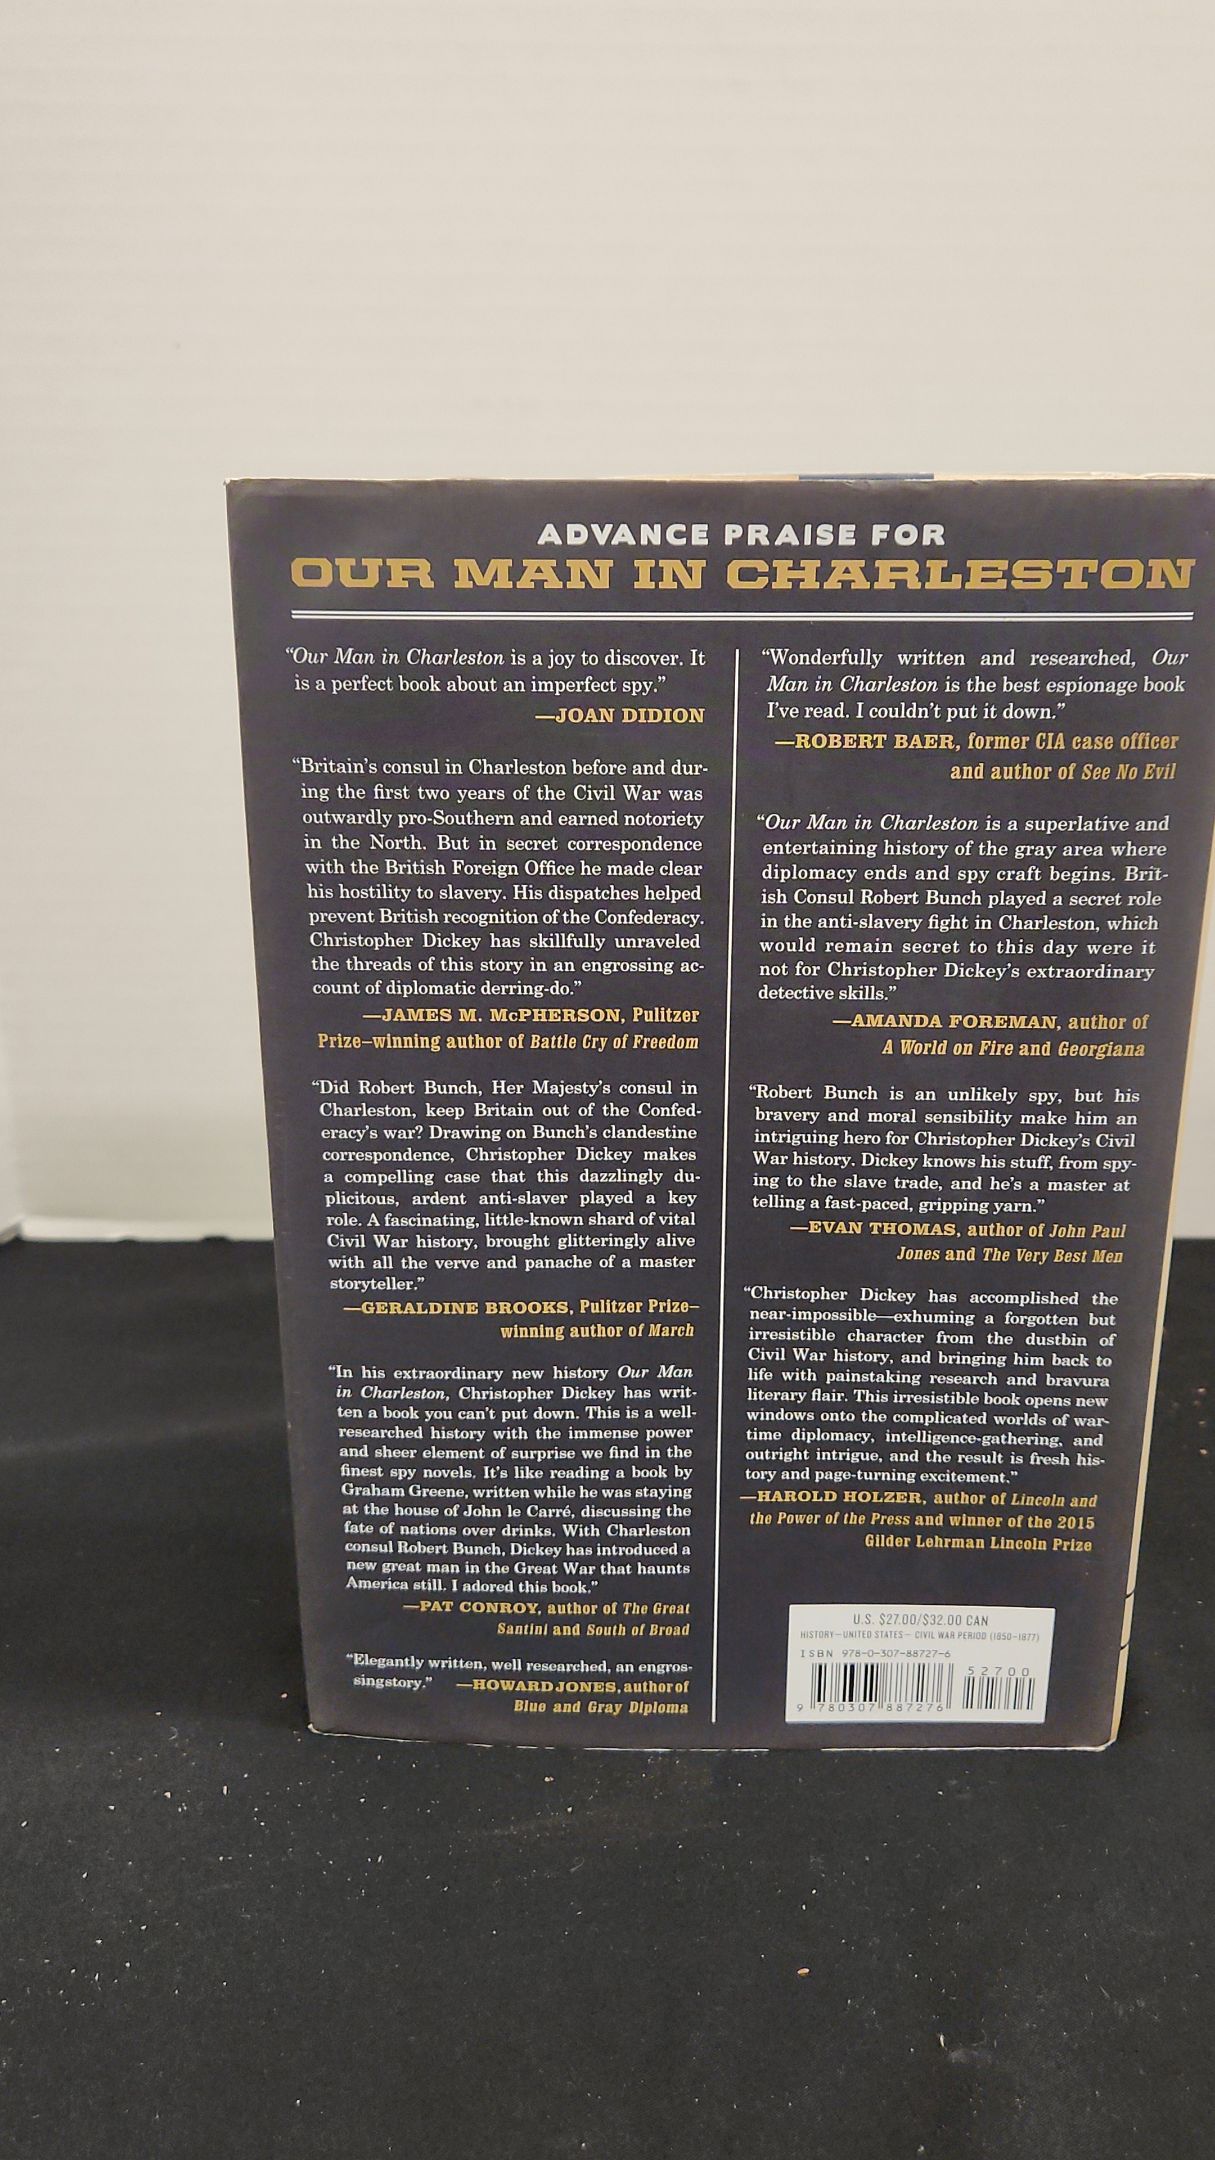 ADVANCE PRAISE FOR
OUR MAN IN CHARLESTON
“Our Man in Charleston is a joy to discover. It
is a perfect book about an imperfect spy.”
—JOAN DIDION
“Britain’s consul in Charleston before and dur-
ing the first two years of the Civil War was
outwardly pro-Southern and earned notoriety
in the North. But in secret correspondence
with the British Foreign Office he made clear
his hostility to slavery. His dispatches helped
prevent British recognition of the Confederacy.
Christopher Dickey has skillfully unraveled
the threads of this story in an engrossing ac-
count of diplomatic derring-do.”
—JAMES M. McPHERSON, Pulitzer
Prize–winning author of Battle Cry of Freedom
“Did Robert Bunch, Her Majesty’s consul in
Charleston, keep Britain out of the Confed-
eracy’s war? Drawing on Bunch’s clandestine
correspondence, Christopher Dickey makes
a compelling case that this dazzlingly du-
plicitous, ardent anti-slaver played a key
role. A fascinating, little-known shard of vital
Civil War history, brought glitteringly alive
with all the verve and panache of a master
storyteller.”
—GERALDINE BROOKS, Pulitzer Prize–
winning author of March
“In his extraordinary new history Our Man
in Charleston, Christopher Dickey has writ-
ten a book you can’t put down. This is a well-
researched history with the immense power
and sheer element of surprise we find in the
finest spy novels. It’s like reading a book by
Graham Greene, written while he was staying
at the house of John le Carré, discussing the
fate of nations over drinks. With Charleston
consul Robert Bunch, Dickey has introduced a
new great man in the Great War that haunts
America still. I adored this book.”
—PAT CONROY, author of The Great
Santini and South of Broad
“Elegantly written, well researched, an engros-
sing story.” —HOWARD JONES, author of
Blue and Gray Diploma
“Wonderfully written and researched, Our
Man in Charleston is the best espionage book
I’ve read. I couldn’t put it down.”
—ROBERT BAER, former CIA case officer
and author of See No Evil
“Our Man in Charleston is a superlative and
entertaining history of the gray area where
diplomacy ends and spy craft begins. Brit-
ish Consul Robert Bunch played a secret role
in the anti-slavery fight in Charleston, which
would remain secret to this day were it
not for Christopher Dickey’s extraordinary
detective skills.”
—AMANDA FOREMAN, author of
A World on Fire and Georgiana
“Robert Bunch is an unlikely spy, but his
bravery and moral sensibility make him an
intriguing hero for Christopher Dickey’s Civil
War history. Dickey knows his stuff, from spy-
ing to the slave trade, and he’s a master at
telling a fast-paced, gripping yarn.”
—EVAN THOMAS, author of John Paul
Jones and The Very Best Men
“Christopher Dickey has accomplished the
near-impossible—exhuming a forgotten but
irresistible character from the dustbin of
Civil War history, and bringing him back to
life with painstaking research and bravura
literary flair. This irresistible book opens new
windows onto the complicated worlds of war-
time diplomacy, intelligence-gathering, and
outright intrigue, and the result is fresh his-
tory and page-turning excitement.”
—HAROLD HOLZER, author of Lincoln and
the Power of the Press and winner of the 2015
Gilder Lehrman Lincoln Prize
U.S. $27.00/$32.00 CAN
HISTORY—UNITED STATES— CIVIL WAR PERIOD (1850-1877)
ISBN 978-0-307-88727-6
52700
9 780307 887276